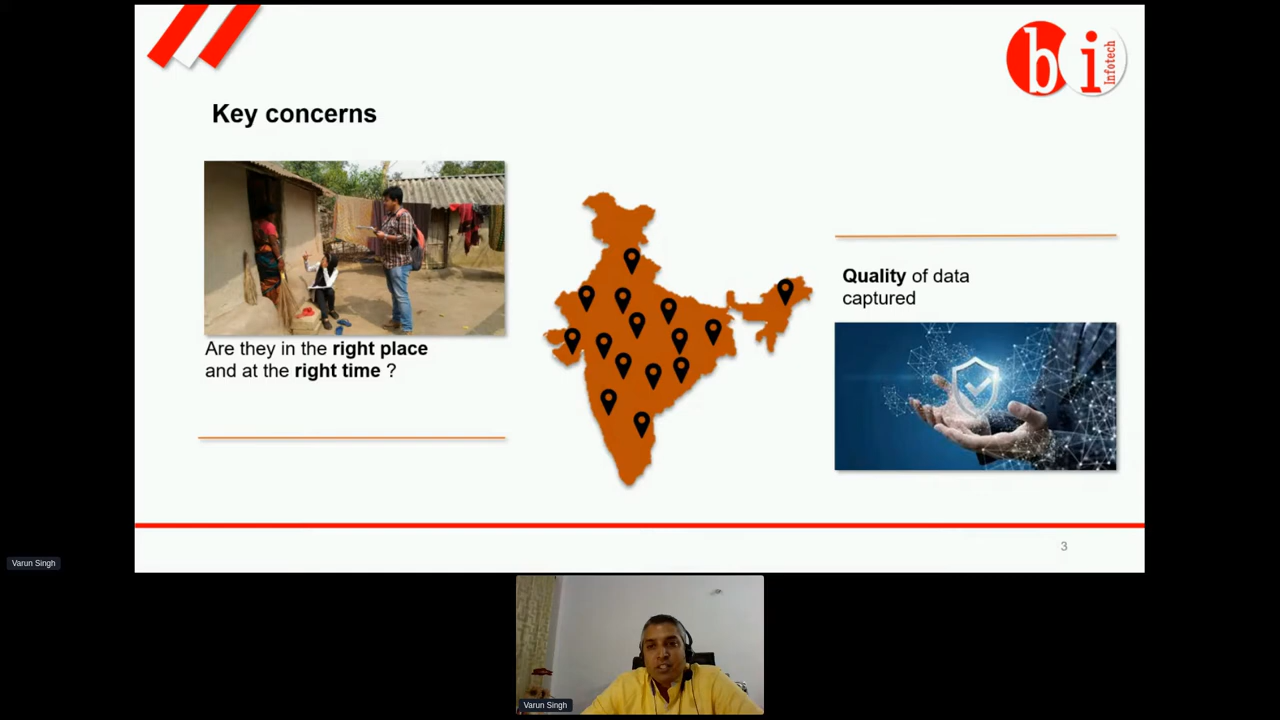 b i Infotech
Key concerns
Are they in the right place
and at the right time ?
Quality of data
captured
3
Varun Singh
Varun Singh